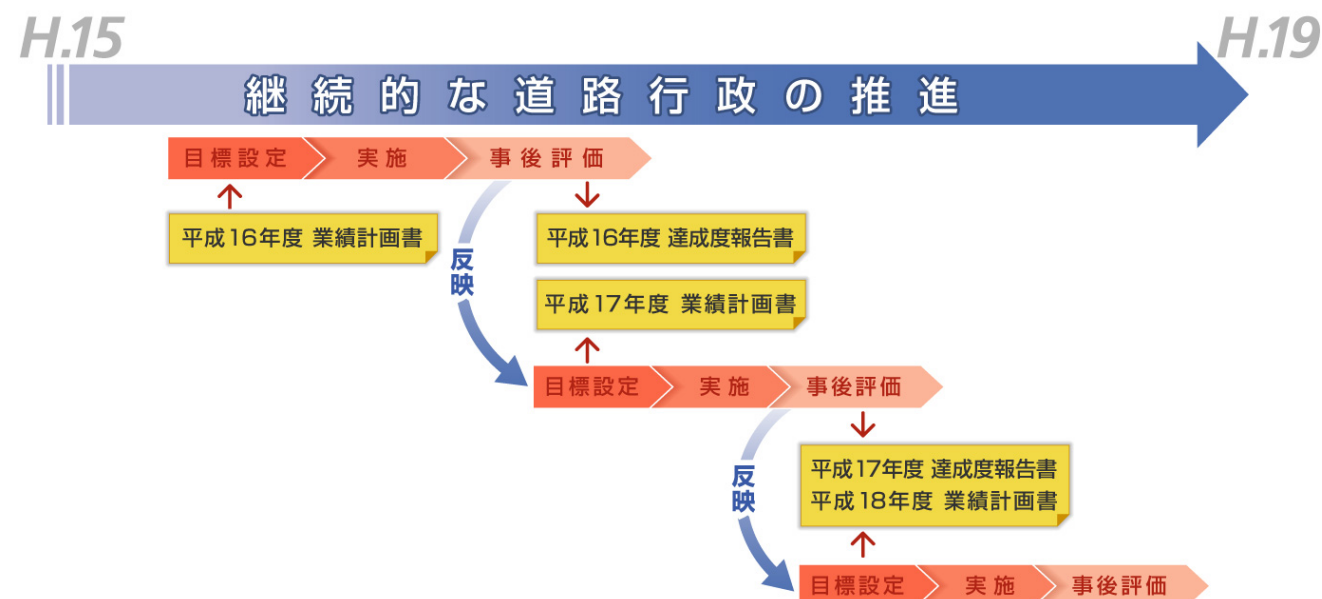 H.15
H.19
継続的な道路行政の推進
目標設定
実施
事後評価
平成16年度 業績計画書
平成16年度 達成度報告書
反映
平成17年度 業績計画書
目標設定
実施
事後評価
反映
平成17年度 達成度報告書
平成18年度 業績計画書
目標設定
実施
事後評価